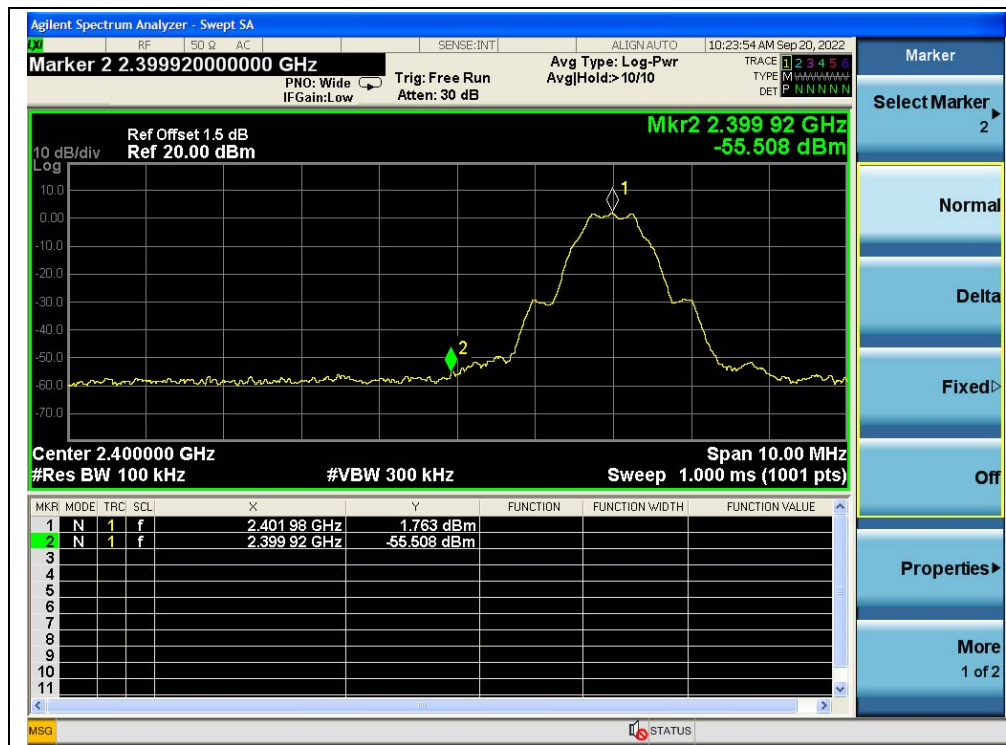 Agilent Spectrum Analyzer - Swept SA
LXI RF 50 Ω AC SENSE:INT ALIGN AUTO 10:23:54 AM Sep 20, 2022
Marker 2 2.399920000000 GHz
PNO: Wide
IFGain:Low
Trig: Free Run
Atten: 30 dB
Avg Type: Log-Pwr
Avg|Hold:>10/10
TRACE 1 2 3 4 5 6
TYPE M
DET P N N N N N
Ref Offset 1.5 dB
10 dB/div Ref 20.00 dBm
Log
Mkr2 2.399 92 GHz
-55.508 dBm
10.0
0.00
-10.0
-20.0
-30.0
-40.0
-50.0
-60.0
-70.0
1
2
Center 2.400000 GHz Span 10.00 MHz
#Res BW 100 kHz #VBW 300 kHz Sweep 1.000 ms (1001 pts)
MKR MODE TRC SCL X Y FUNCTION FUNCTION WIDTH FUNCTION VALUE
1 N 1 f 2.401 98 GHz 1.763 dBm
2 N 1 f 2.399 92 GHz -55.508 dBm
3
4
5
6
7
8
9
10
11
MSG STATUS
Marker
Select Marker
2
Normal
Delta
Fixed
Off
Properties
More
1 of 2